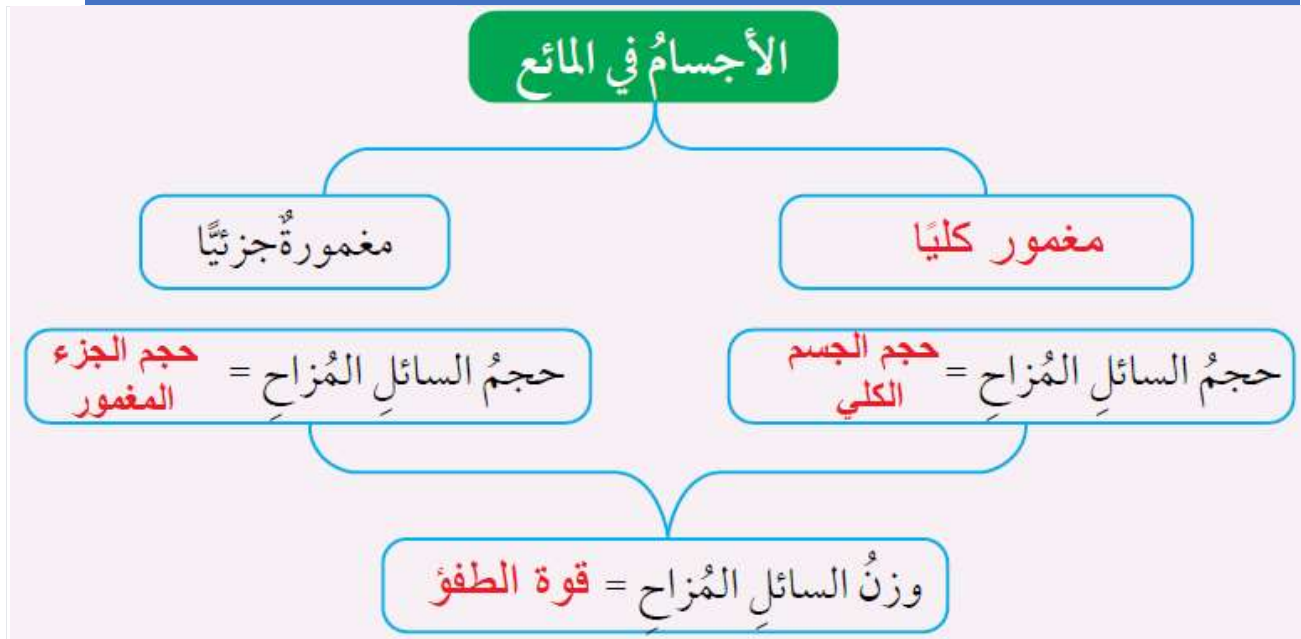 الأجسامُ في المائع
مغمور كليًا
مغمورةٌ جزئيًّا
حجمُ السائلِ المُزاحِ = حجم الجسم الكلي
حجمُ السائلِ المُزاحِ = حجم الجزء المغمور
وزنُ السائلِ المُزاحِ = قوة الطفؤ